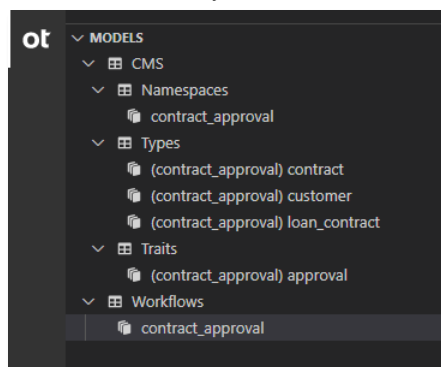 ot
MODELS
CMS
Namespaces
contract_approval
Types
(contract_approval) contract
(contract_approval) customer
(contract_approval) loan_contract
Traits
(contract_approval) approval
Workflows
contract_approval